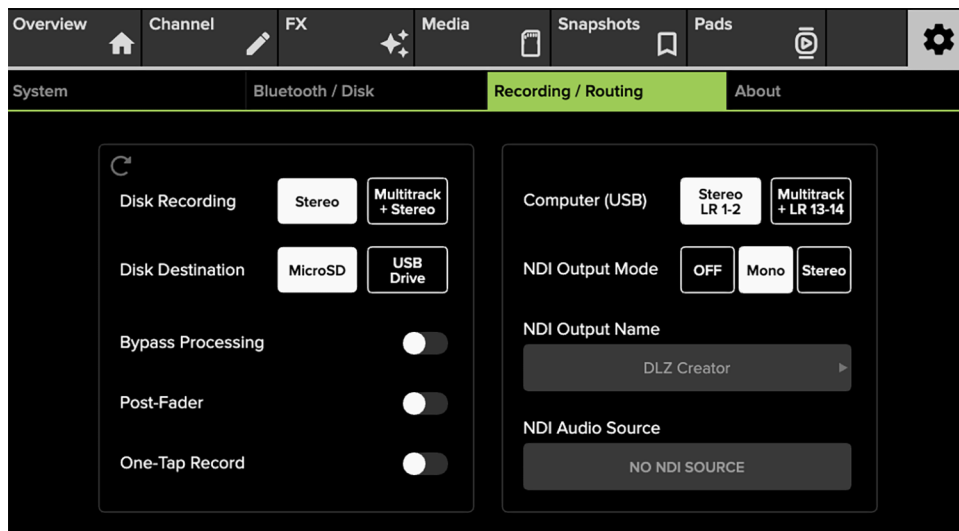 Overview
Channel
FX
Media
Snapshots
Pads
System
Bluetooth / Disk
Recording / Routing
About
Disk Recording
Stereo
Multitrack
+ Stereo
Disk Destination
MicroSD
USB
Drive
Bypass Processing
Post-Fader
One-Tap Record
Computer (USB)
Stereo
LR 1-2
Multitrack
+ LR 13-14
NDI Output Mode
OFF
Mono
Stereo
NDI Output Name
DLZ Creator
NDI Audio Source
NO NDI SOURCE